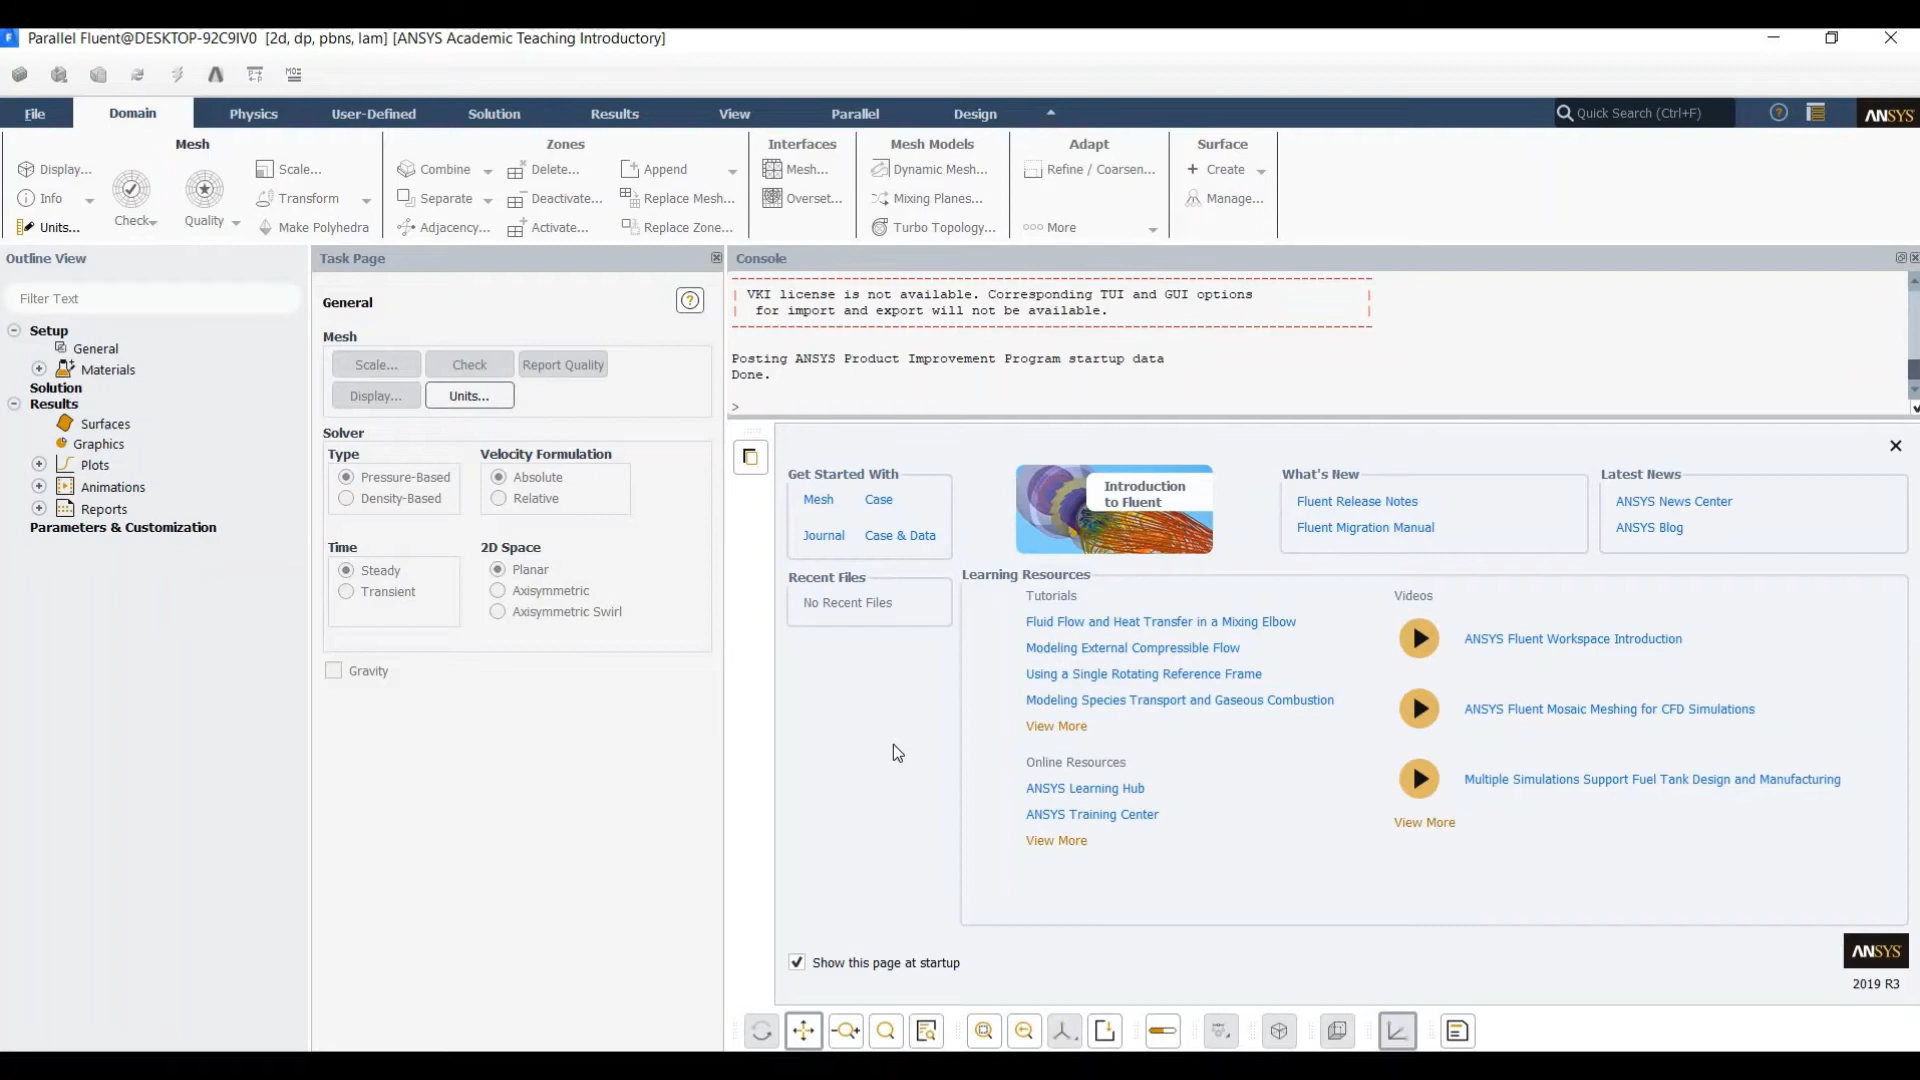 Parallel Fluent@DESKTOP-92C9IV0 [2d, dp, pbns, lam] [ANSYS Academic Teaching Introductory]
File Domain Physics User-Defined Solution Results View Parallel Design Quick Search (Ctrl+F) ANSYS
Mesh Zones Interfaces Mesh Models Adapt Surface
Display... Scale... Combine Delete... Append Mesh... Dynamic Mesh... Refine / Coarsen... Create
Info Check Quality Transform Separate Deactivate... Replace Mesh... Overset... Mixing Planes... Manage...
Units... Make Polyhedra Adjacency... Activate... Replace Zone... Turbo Topology... More
Outline View
Filter Text
Setup
General
Materials
Solution
Results
Surfaces
Graphics
Plots
Animations
Reports
Parameters & Customization
Task Page
General
Mesh
Scale... Check Report Quality
Display... Units...
Solver
Type Velocity Formulation
Pressure-Based Absolute
Density-Based Relative
Time 2D Space
Steady Planar
Transient Axisymmetric
Axisymmetric Swirl
Gravity
Console
VKI license is not available. Corresponding TUI and GUI options
for import and export will not be available.
Posting ANSYS Product Improvement Program startup data
Done.
>
Get Started With
Mesh Case
Journal Case & Data
Recent Files
No Recent Files
Introduction
to Fluent
What's New
Fluent Release Notes
Fluent Migration Manual
Latest News
ANSYS News Center
ANSYS Blog
Learning Resources
Tutorials
Fluid Flow and Heat Transfer in a Mixing Elbow
Modeling External Compressible Flow
Using a Single Rotating Reference Frame
Modeling Species Transport and Gaseous Combustion
View More
Online Resources
ANSYS Learning Hub
ANSYS Training Center
View More
Videos
ANSYS Fluent Workspace Introduction
ANSYS Fluent Mosaic Meshing for CFD Simulations
Multiple Simulations Support Fuel Tank Design and Manufacturing
View More
Show this page at startup
ANSYS
2019 R3